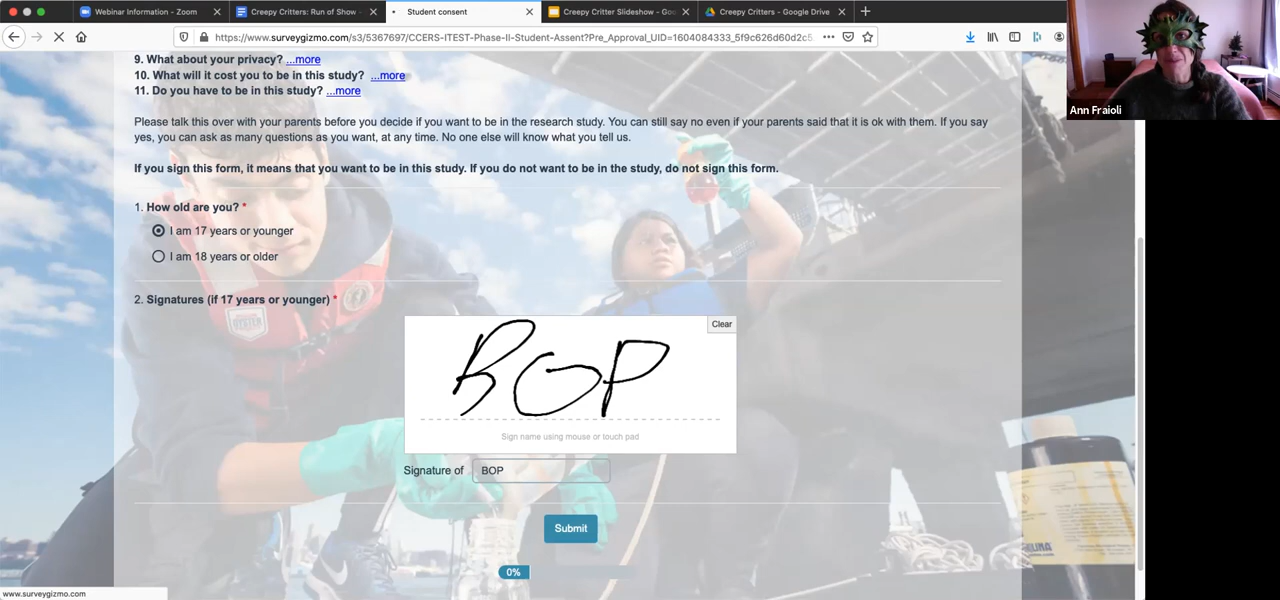 Webinar Information - Zoom
Creepy Critters: Run of Show -
Student consent
Creepy Critter Slideshow - Goo
Creepy Critters - Google Drive
https://www.surveygizmo.com/s3/5367697/CCERS-ITEST-Phase-II-Student-Assent?Pre_Approval_UID=1604084333_5f9c626d60d2c5
Ann Fraioli
9. What about your privacy? ...more
10. What will it cost you to be in this study? ...more
11. Do you have to be in this study? ...more
Please talk this over with your parents before you decide if you want to be in the research study. You can still say no even if your parents said that it is ok with them. If you say
yes, you can ask as many questions as you want, at any time. No one else will know what you tell us.
If you sign this form, it means that you want to be in this study. If you do not want to be in the study, do not sign this form.
1. How old are you? *
I am 17 years or younger
I am 18 years or older
2. Signatures (if 17 years or younger) *
Clear
BOP
Sign name using mouse or touch pad
Signature of BOP
Submit
0%
www.surveygizmo.com
OYSTER